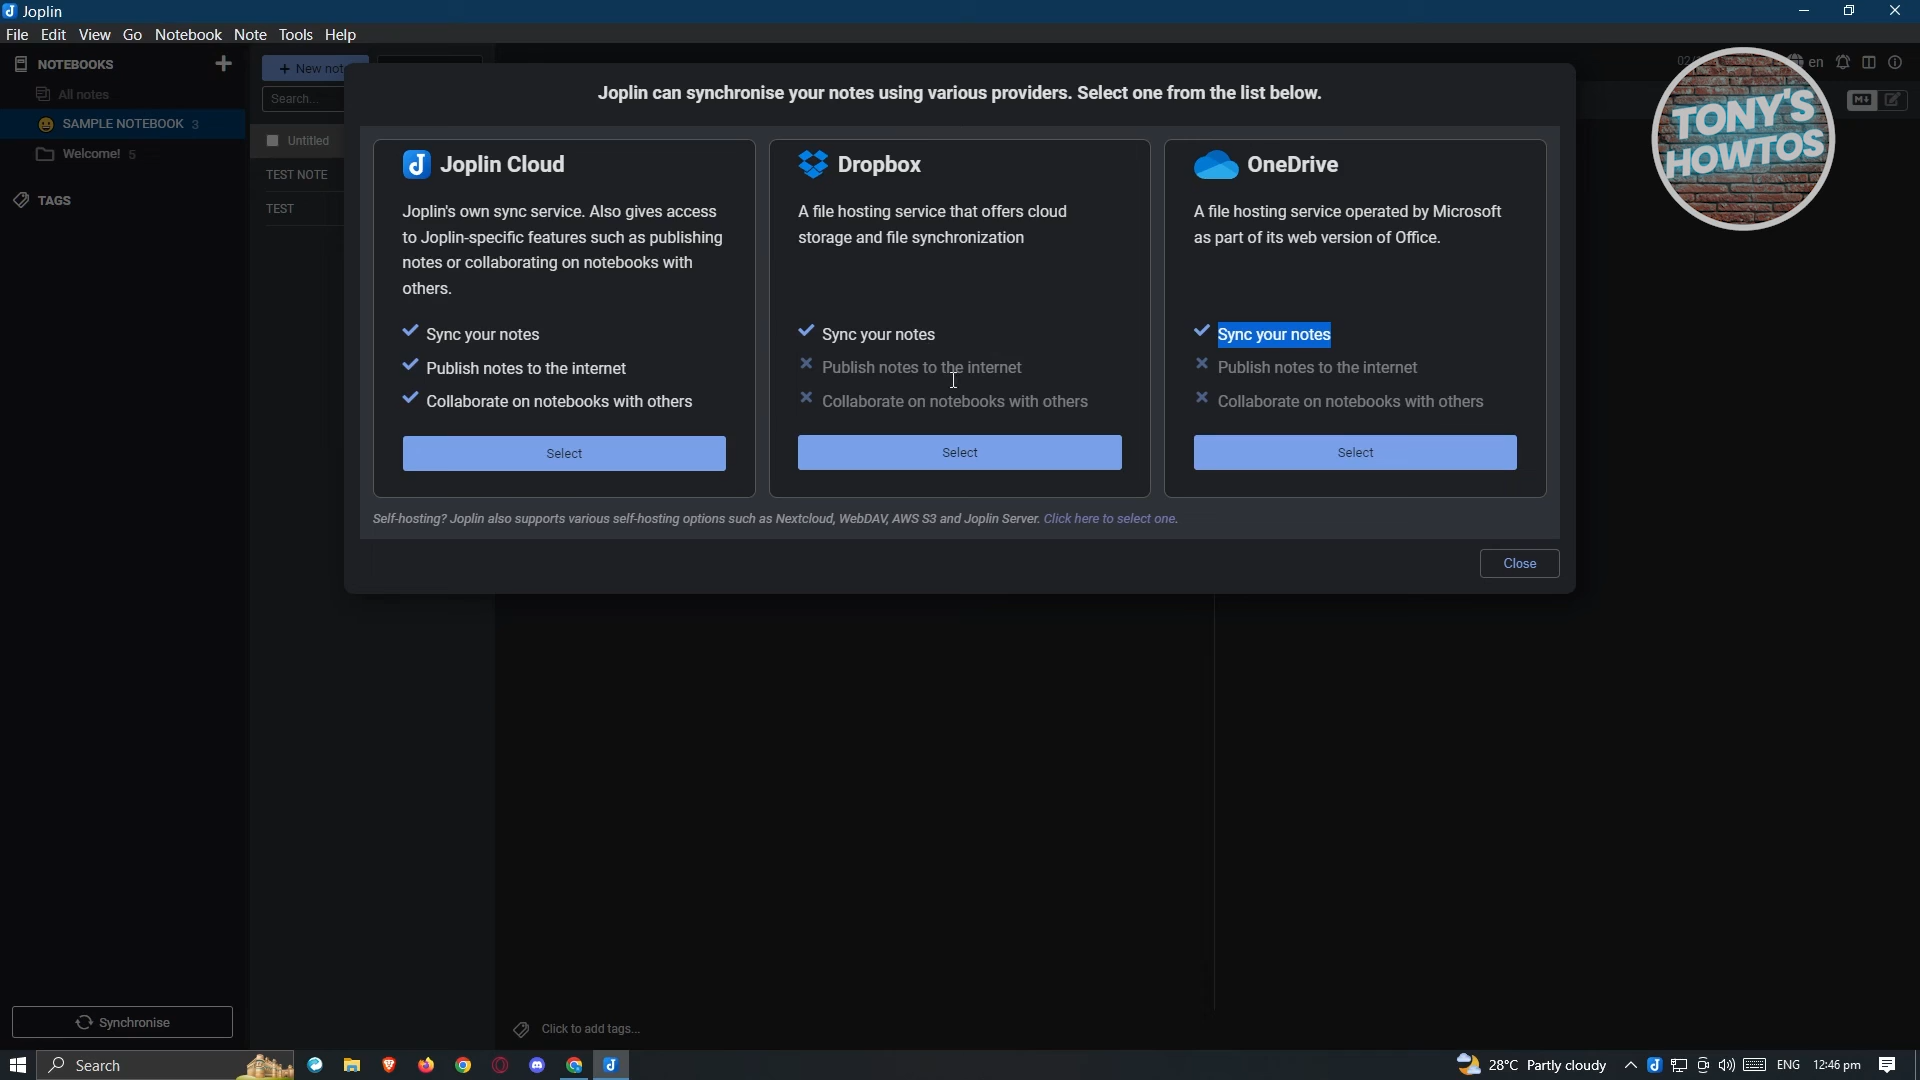 Joplin
File Edit View Go Notebook Note Tools Help
NOTEBOOKS
All notes
SAMPLE NOTEBOOK 3
Welcome! 5
TAGS
New note
Search...
Untitled
TEST NOTE
TEST
Joplin can synchronise your notes using various providers. Select one from the list below.
Joplin Cloud
Joplin's own sync service. Also gives access
to Joplin-specific features such as publishing
notes or collaborating on notebooks with
others.
Sync your notes
Publish notes to the internet
Collaborate on notebooks with others
Select
Dropbox
A file hosting service that offers cloud
storage and file synchronization
Sync your notes
Publish notes to the internet
Collaborate on notebooks with others
Select
OneDrive
A file hosting service operated by Microsoft
as part of its web version of Office.
Sync your notes
Publish notes to the internet
Collaborate on notebooks with others
Select
Self-hosting? Joplin also supports various self-hosting options such as Nextcloud, WebDAV, AWS S3 and Joplin Server. Click here to select one.
Close
en
TONY'S
HOWTOS
Synchronise
Click to add tags...
Search
28°C Partly cloudy
ENG
12:46 pm